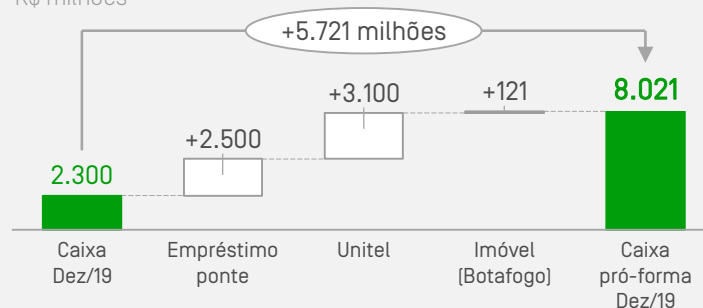 R$ milhões
+5.721 milhões
2.300
+2.500
+3.100
+121
8.021
Caixa
Dez/19
Empréstimo
ponte
Unitel
Imóvel
(Botafogo)
Caixa
pró-forma
Dez/19